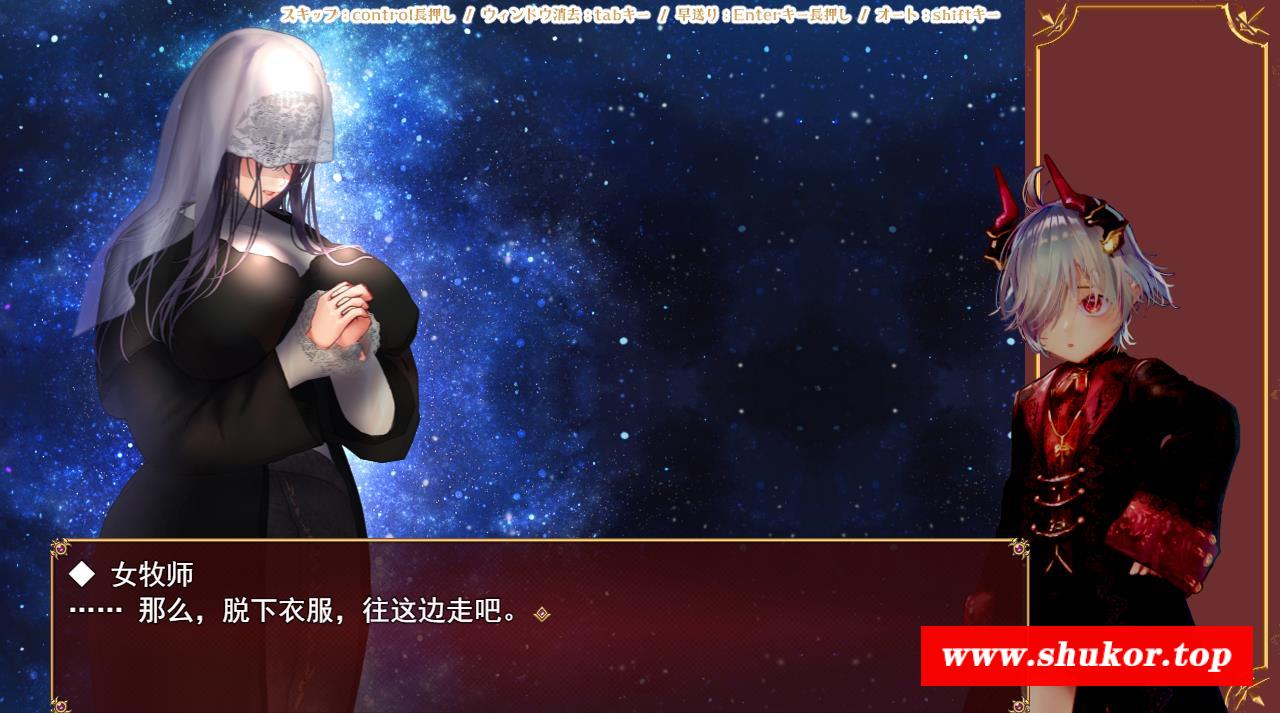 スキップ：control長押し / ウィンドウ消去：tabキー / 早送り：Enterキー長押し / オート：shiftキー
◆ 女牧师
…… 那么，脱下衣服，往这边走吧。
www.shukor.top